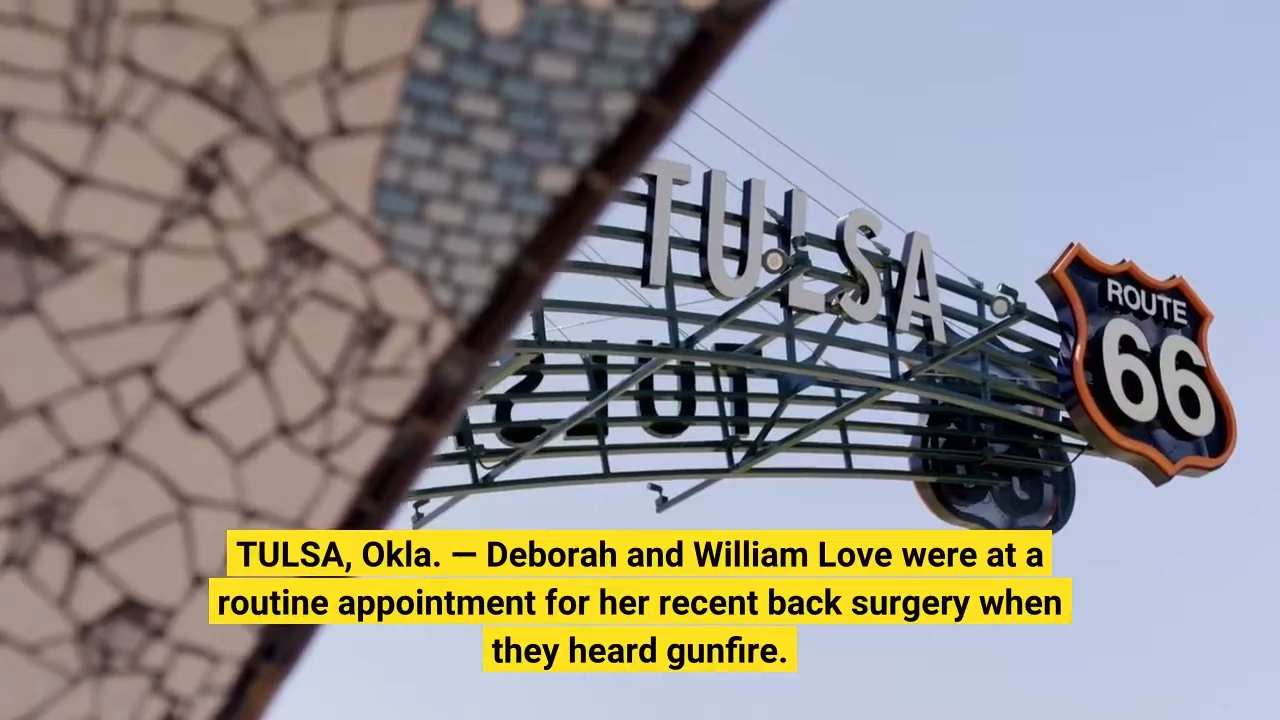 TULSA
ROUTE
66
TULSA, Okla. — Deborah and William Love were at a
routine appointment for her recent back surgery when
they heard gunfire.